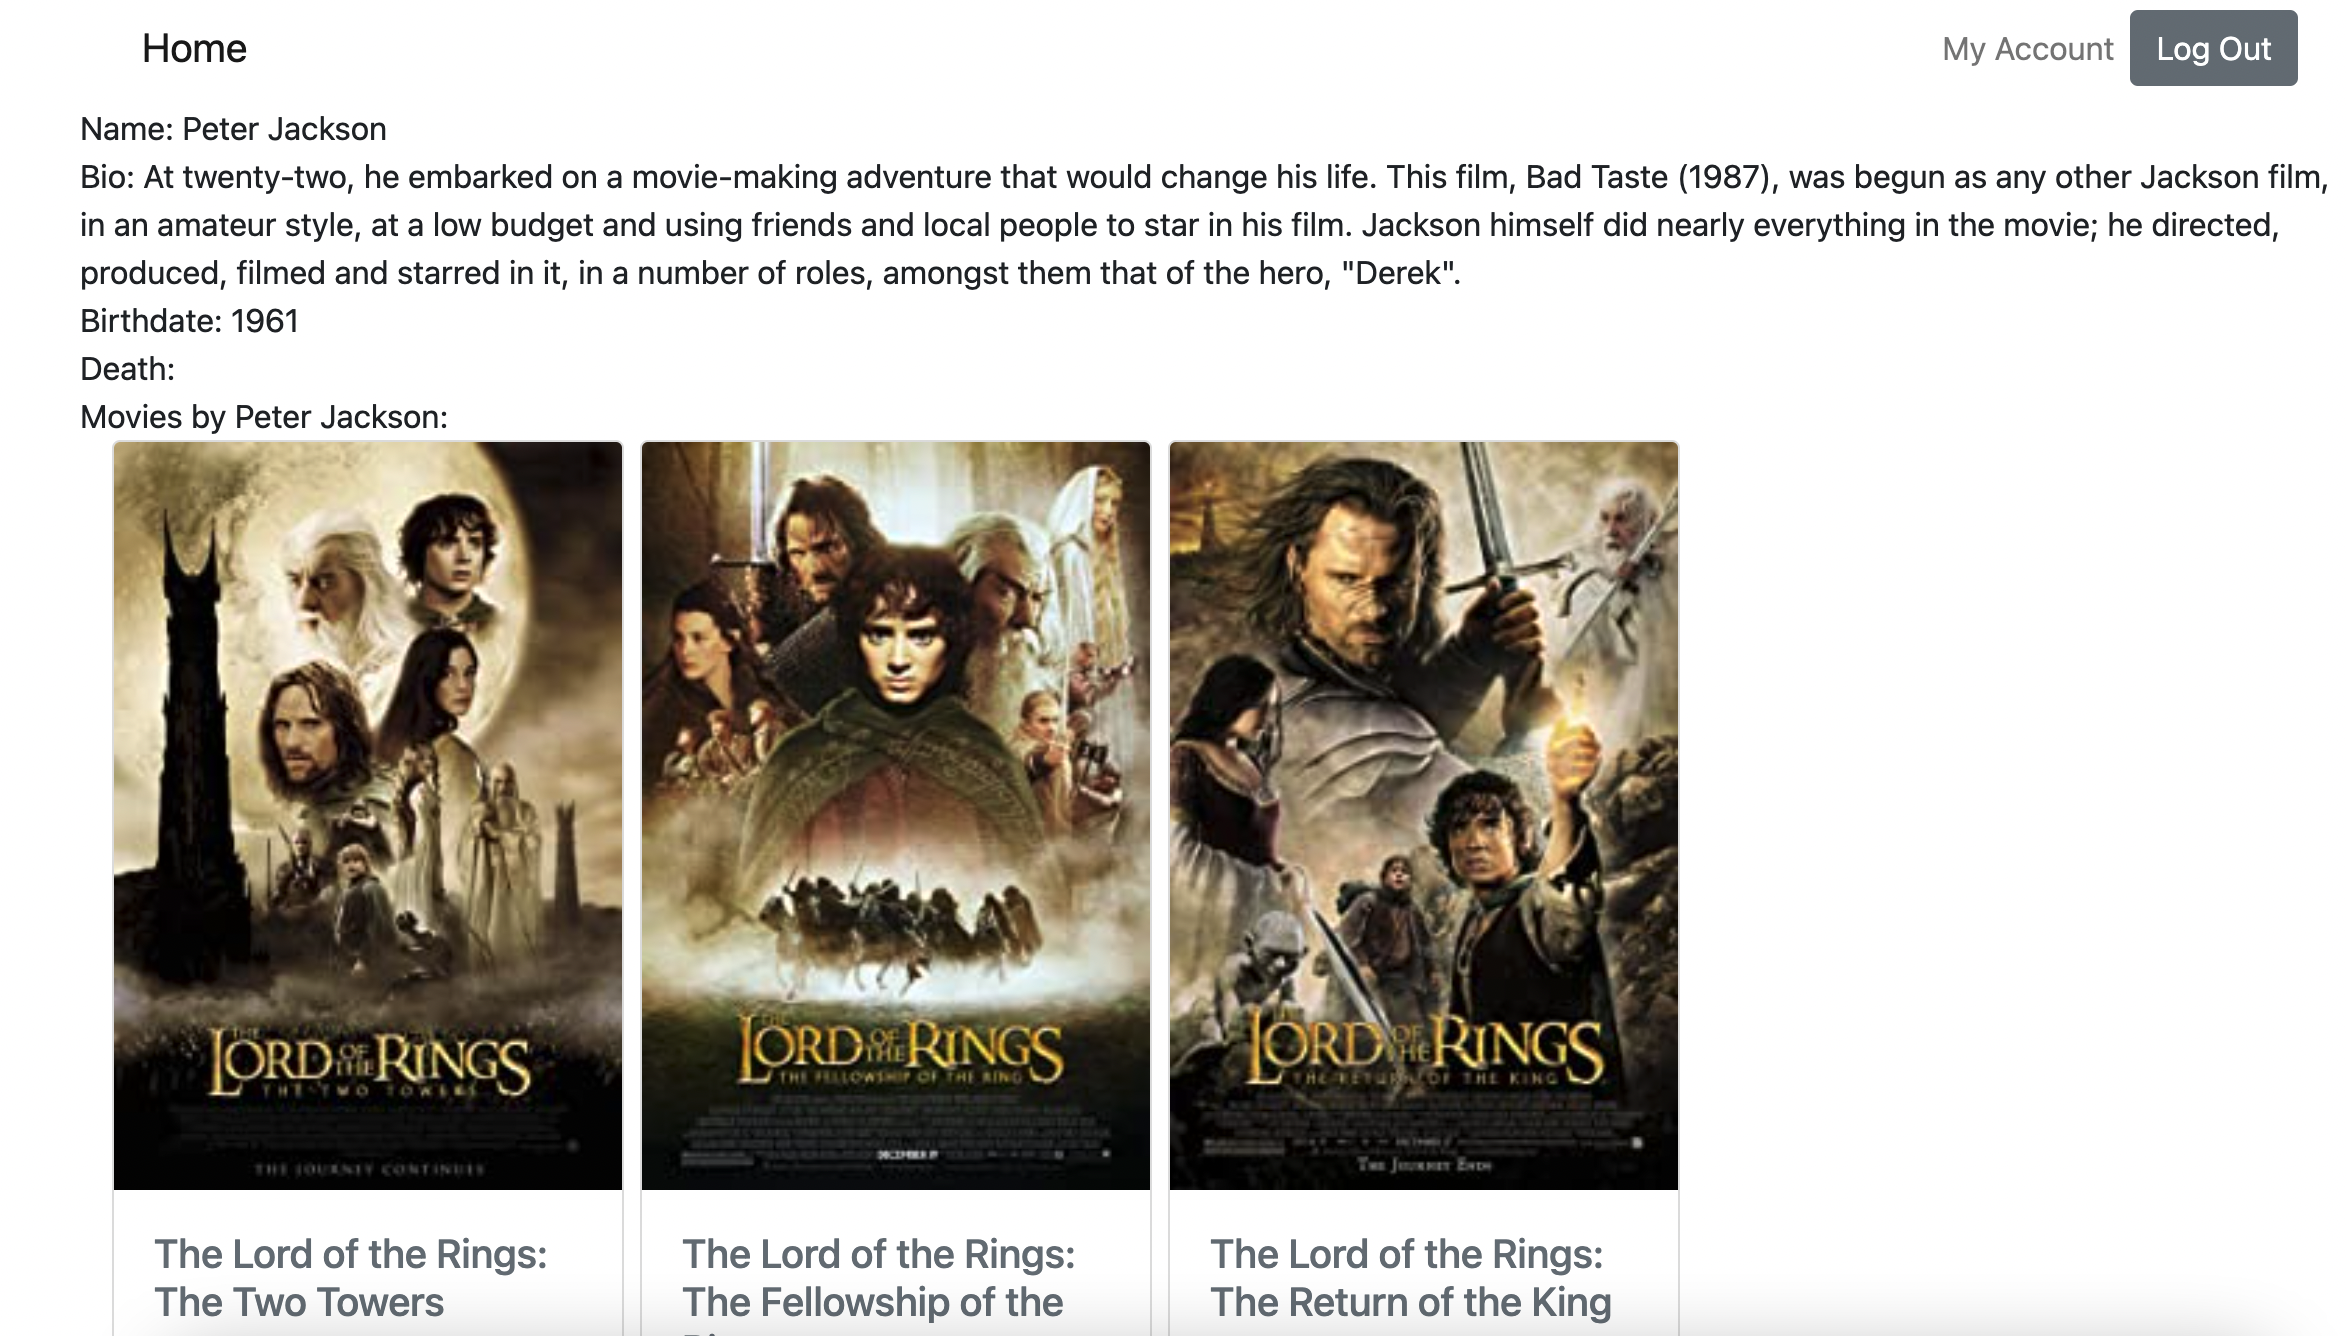 Home
My Account
Log Out
Name: Peter Jackson
Bio: At twenty-two, he embarked on a movie-making adventure that would change his life. This film, Bad Taste (1987), was begun as any other Jackson film,
in an amateur style, at a low budget and using friends and local people to star in his film. Jackson himself did nearly everything in the movie; he directed,
produced, filmed and starred in it, in a number of roles, amongst them that of the hero, "Derek".
Birthdate: 1961
Death:
Movies by Peter Jackson:
THE
LORD OF THE RINGS
THE TWO TOWERS
THE JOURNEY CONTINUES
THE
LORD OF THE RINGS
THE FELLOWSHIP OF THE RING
DECEMBER 19
THE
LORD OF THE RINGS
THE RETURN OF THE KING
THE JOURNEY ENDS
The Lord of the Rings:
The Two Towers
The Lord of the Rings:
The Fellowship of the
The Lord of the Rings:
The Return of the King